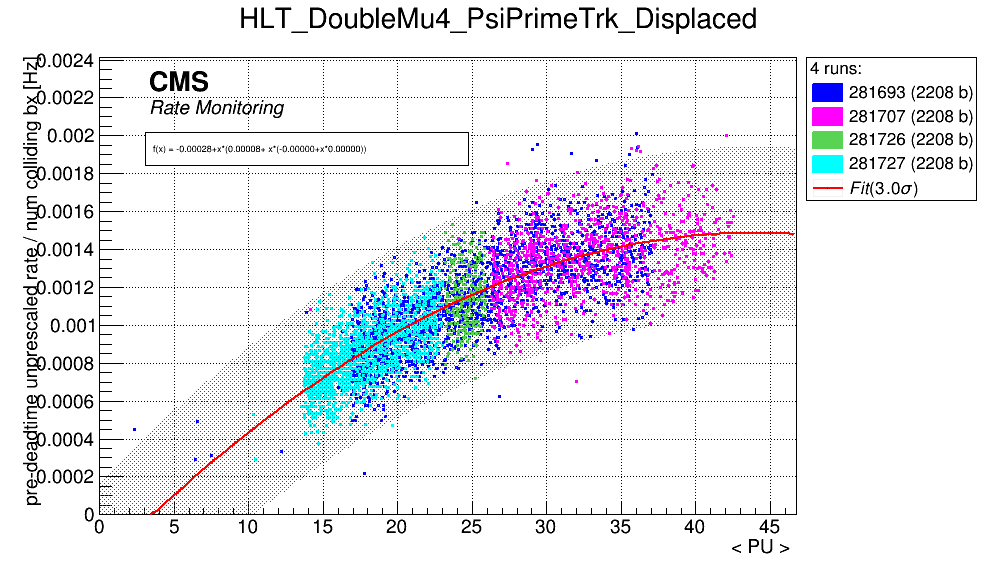 HLT_DoubleMu4_PsiPrimeTrk_Displaced
pre-deadtime unprescaled rate / num colliding bx [Hz]
0.0024
0.0022
0.002
0.0018
0.0016
0.0014
0.0012
0.001
0.0008
0.0006
0.0004
0.0002
0
CMS
Rate Monitoring
f(x) = -0.00028+x*(0.00008+ x*(-0.00000+x*0.00000))
0 5 10 15 20 25 30 35 40 45
< PU >
4 runs:
281693 (2208 b)
281707 (2208 b)
281726 (2208 b)
281727 (2208 b)
Fit(3.0σ)